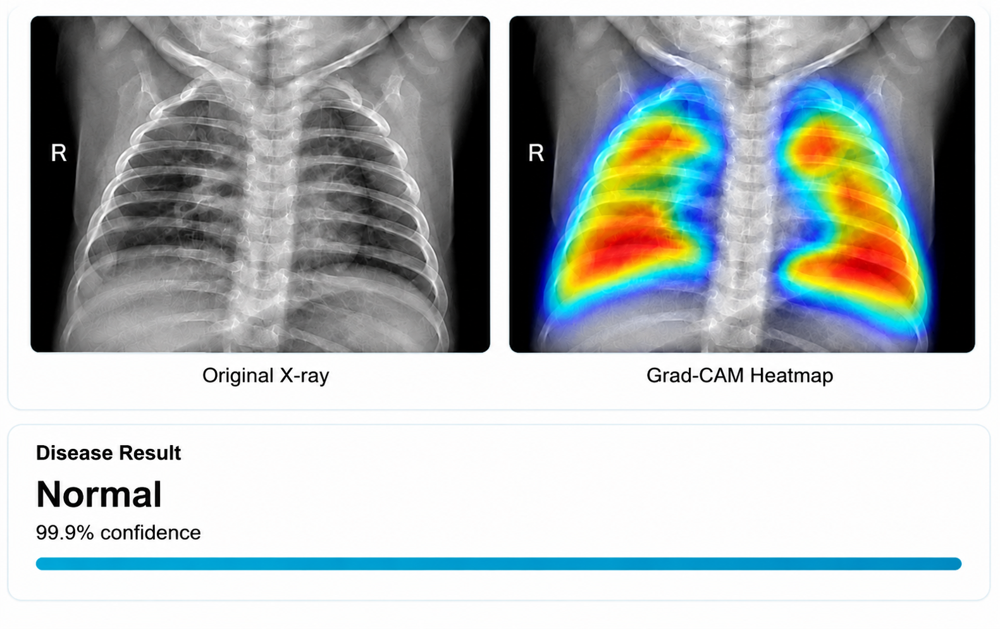 R
R
Original X-ray
Grad-CAM Heatmap
Disease Result
Normal
99.9% confidence